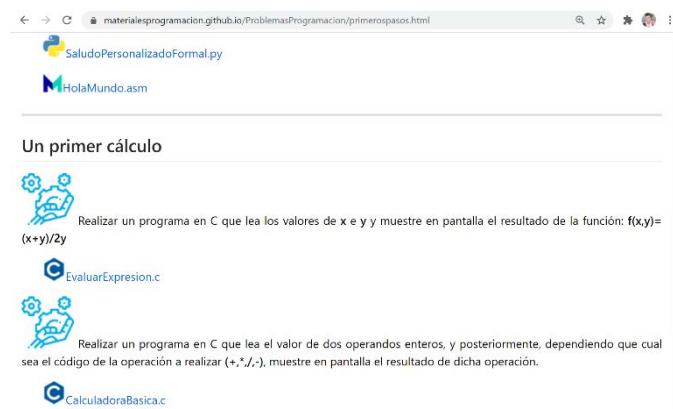 materialesprogramacion.github.io/ProblemasProgramacion/primerospasos.html
SaludoPersonalizadoFormal.py
HolaMundo.asm
Un primer cálculo
Realizar un programa en C que lea los valores de x e y y muestre en pantalla el resultado de la función: f(x,y)=
(x+y)/2y
C EvaluarExpresion.c
Realizar un programa en C que lea el valor de dos operandos enteros, y posteriormente, dependiendo que cual
sea el código de la operación a realizar (+,*,/,-), muestre en pantalla el resultado de dicha operación.
C CalculadoraBasica.c